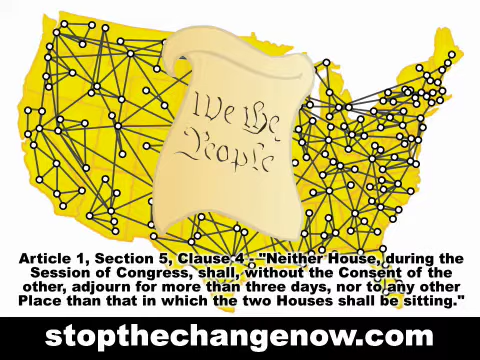 We the
People
Article 1, Section 5, Clause 4 - "Neither House, during the
Session of Congress, shall, without the Consent of the
other, adjourn for more than three days, nor to any other
Place than that in which the two Houses shall be sitting."
stopthechangenow.com